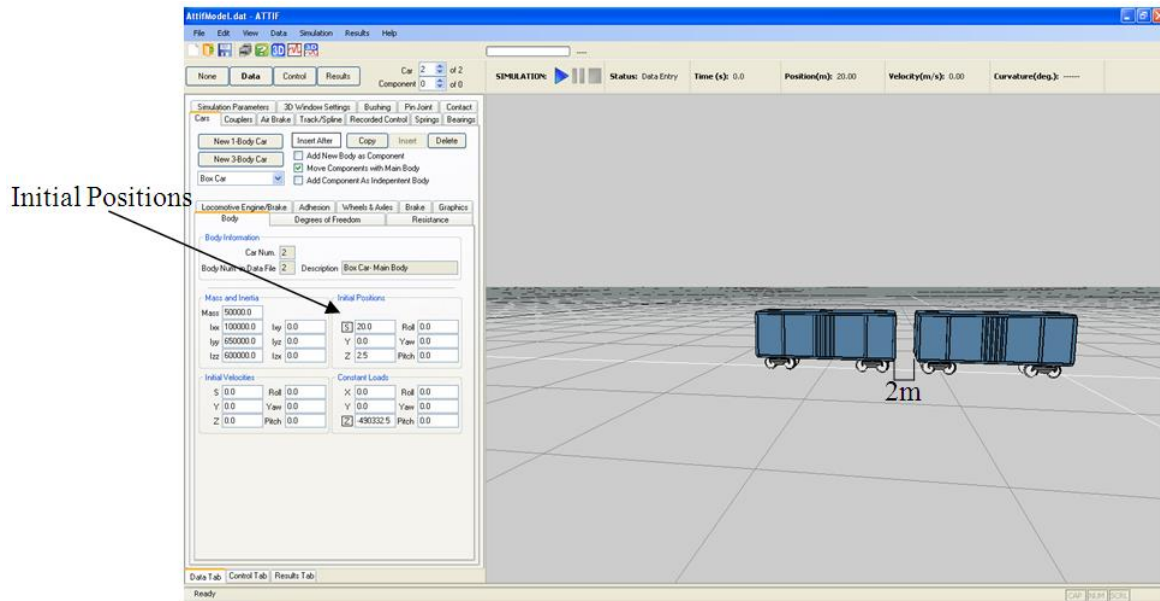 AttifModel.dat - ATTIF
File Edit View Data Simulation Results Help
3D
----
None Data Control Results Car 2 of 2
Component 0 of 0
SIMULATION: Status: Data Entry Time (s): 0.0 Position(m): 20.00 Velocity(m/s): 0.00 Curvature(deg.): ------
Simulation Parameters 3D Window Settings Bushing Pin Joint Contact
Cars Couplers Air Brake Track/Spline Recorded Control Springs Bearings
New 1-Body Car Insert After Copy Insert Delete
New 3-Body Car Add New Body as Component
Move Components with Main Body
Box Car Add Component As Indepentent Body
Initial Positions
Locomotive Engine/Brake Adhesion Wheels & Axles Brake Graphics
Body Degrees of Freedom Resistance
Body Information
Car Num. 2
Body Num. in Data File 2 Description Box Car- Main Body
Mass and Inertia Initial Positions
Mass 50000.0
Ixx 100000.0 Ixy 0.0 S 20.0 Roll 0.0
Iyy 650000.0 Iyz 0.0 Y 0.0 Yaw 0.0
Izz 600000.0 Izx 0.0 Z 2.5 Pitch 0.0
Initial Velocities Constant Loads
S 0.0 Roll 0.0 X 0.0 Roll 0.0
Y 0.0 Yaw 0.0 Y 0.0 Yaw 0.0
Z 0.0 Pitch 0.0 Z -490332.5 Pitch 0.0
2m
Data Tab Control Tab Results Tab
Ready CAP NUM SCRL